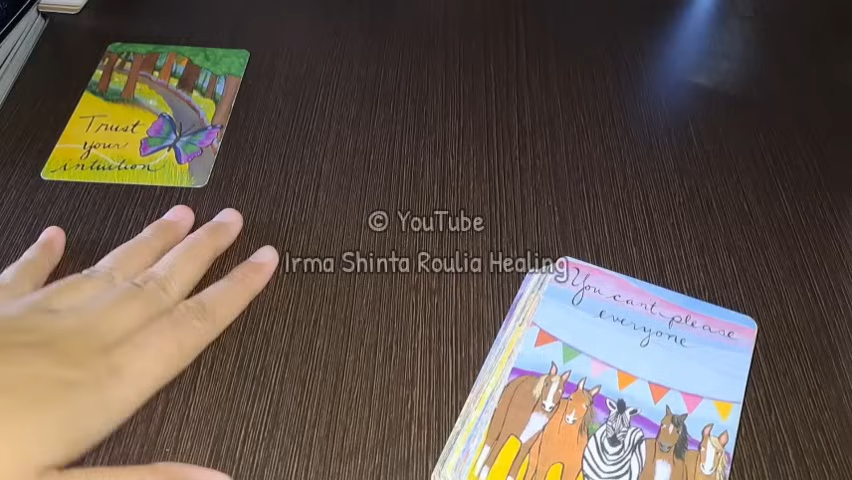 Trust
your
intuition
© YouTube
Irma Shinta Roulia Healing
You can't please
everyone